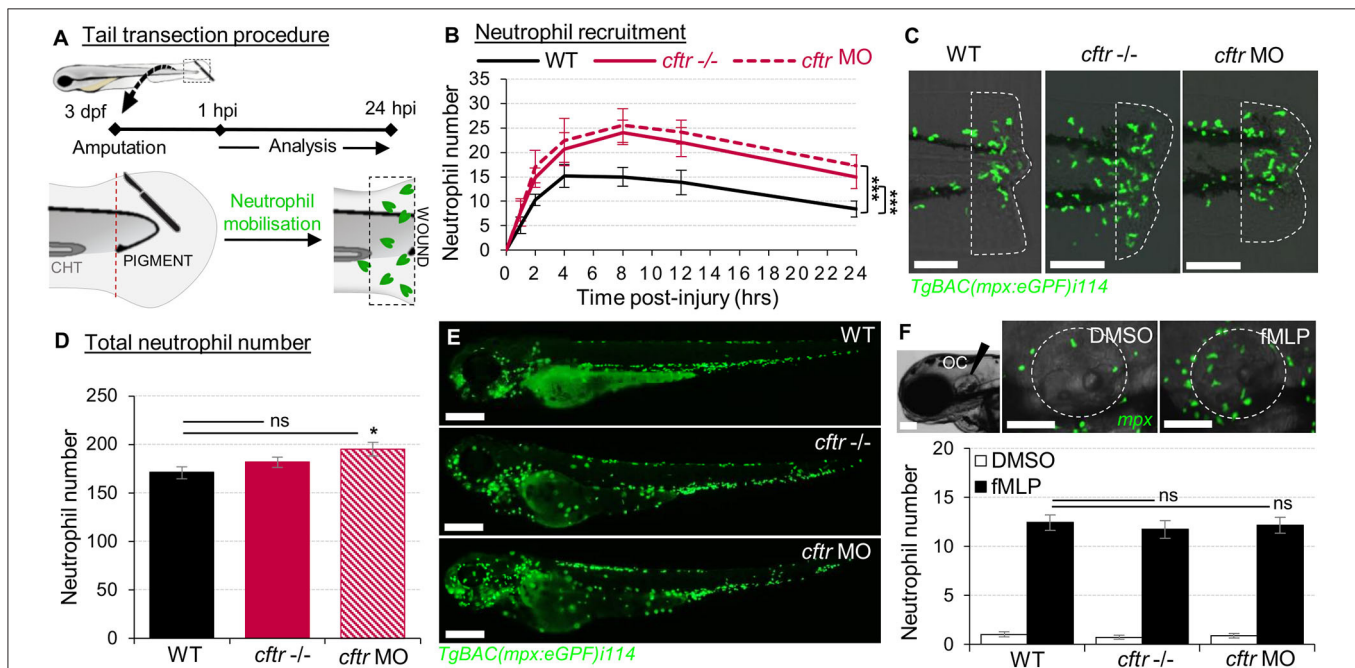 A Tail transection procedure
3 dpf 1 hpi 24 hpi
Amputation Analysis
Neutrophil
mobilisation
CHT PIGMENT
WOUND
B Neutrophil recruitment
WT cftr -/- cftr MO
Neutrophil number
35
30
25
20
15
10
5
0
0 2 4 6 8 10 12 14 16 18 20 22 24
Time post-injury (hrs)
***
***
C WT cftr -/- cftr MO
TgBAC(mpx:eGPF)i114
D Total neutrophil number
Neutrophil number
250
200
150
100
50
0
ns
*
WT cftr -/- cftr MO
E WT
cftr -/-
cftr MO
TgBAC(mpx:eGPF)i114
F OC DMSO fMLP
mpx
DMSO
fMLP
Neutrophil number
15
12
10
5
0
ns
ns
WT cftr -/- cftr MO